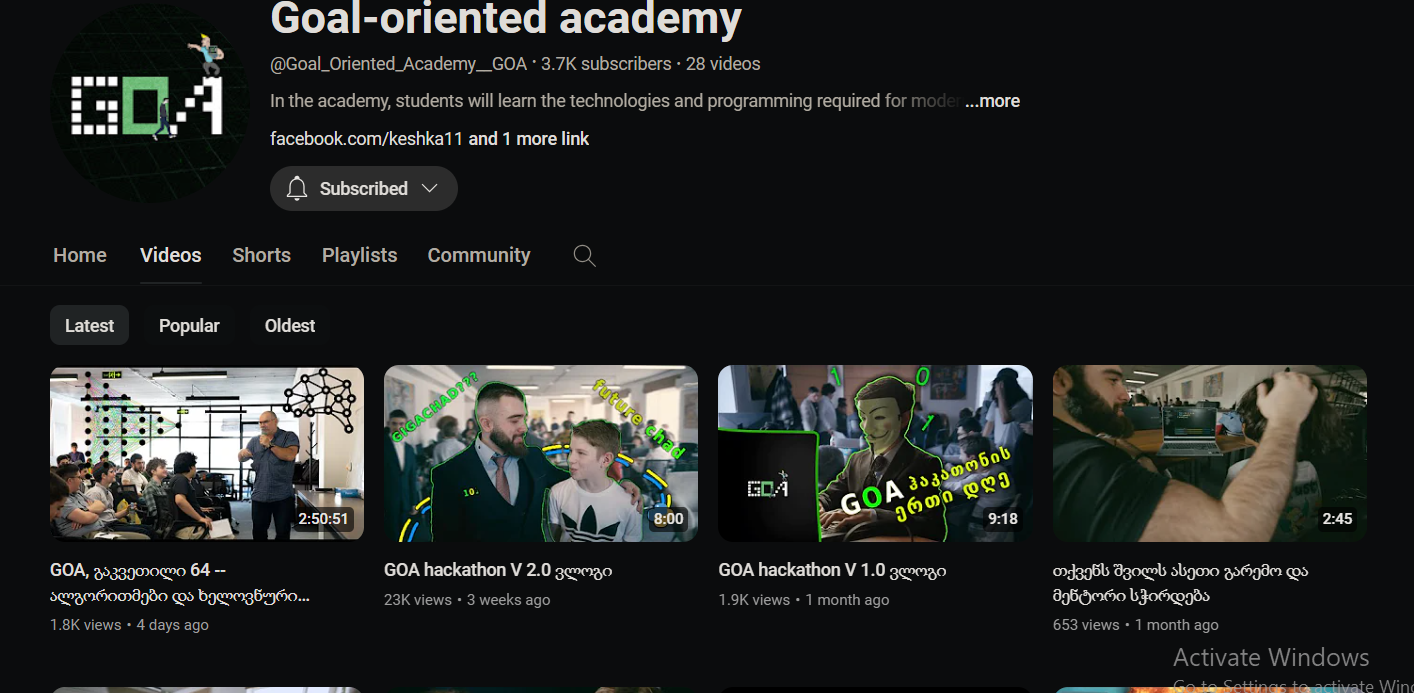 Goal-oriented academy
GOA
@Goal_Oriented_Academy__GOA · 3.7K subscribers · 28 videos
In the academy, students will learn the technologies and programming required for moder ...more
facebook.com/keshka11 and 1 more link
Subscribed
Home Videos Shorts Playlists Community
Latest Popular Oldest
2:50:51
GIGACHAD???
future chad
10.
8:00
1 0 1
GOA
GOA ჰაკათონის
ერთი დღე
9:18
2:45
GOA, გაკვეთილი 64 --
ალგორითმები და ხელოვნური...
1.8K views • 4 days ago
GOA hackathon V 2.0 ვლოგი
23K views • 3 weeks ago
GOA hackathon V 1.0 ვლოგი
1.9K views • 1 month ago
თქვენს შვილს ასეთი გარემო და
მენტორი სჭირდება
653 views • 1 month ago
Activate Windows
Go to Settings to activate Win